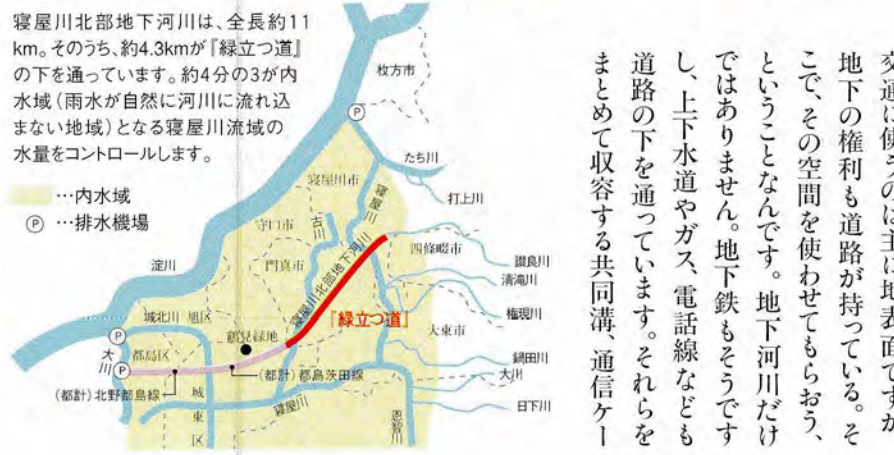 寝屋川北部地下河川は、全長約11
km。そのうち、約4.3kmが『緑立つ道』
の下を通っています。約4分の3が内
水域（雨水が自然に河川に流れ込
まない地域）となる寝屋川流域の
水量をコントロールします。
…内水域
Ⓟ …排水機場
枚方市
Ⓟ
たち川
寝屋川市
寝屋川
打上川
守口市
古川
門真市
寝屋川北部地下河川
四條畷市
讃良川
清滝川
淀川
権現川
城北川
旭区
『緑立つ道』
大東市
鶴見緑地
Ⓟ
大川
都島区
鍋田川
Ⓟ
（都計）都島茨田線
大川
（都計）北野都島線
城東区
寝屋川
恩智川
日下川
交通に使うのは主に地表面ですが
地下の権利も道路が持っている。そ
こで、その空間を使わせてもらおう、
ということなんです。地下河川だけ
ではありません。地下鉄もそうです
し、上下水道やガス、電話線なども
道路の下を通っています。それらを
まとめて収容する共同溝、通信ケー